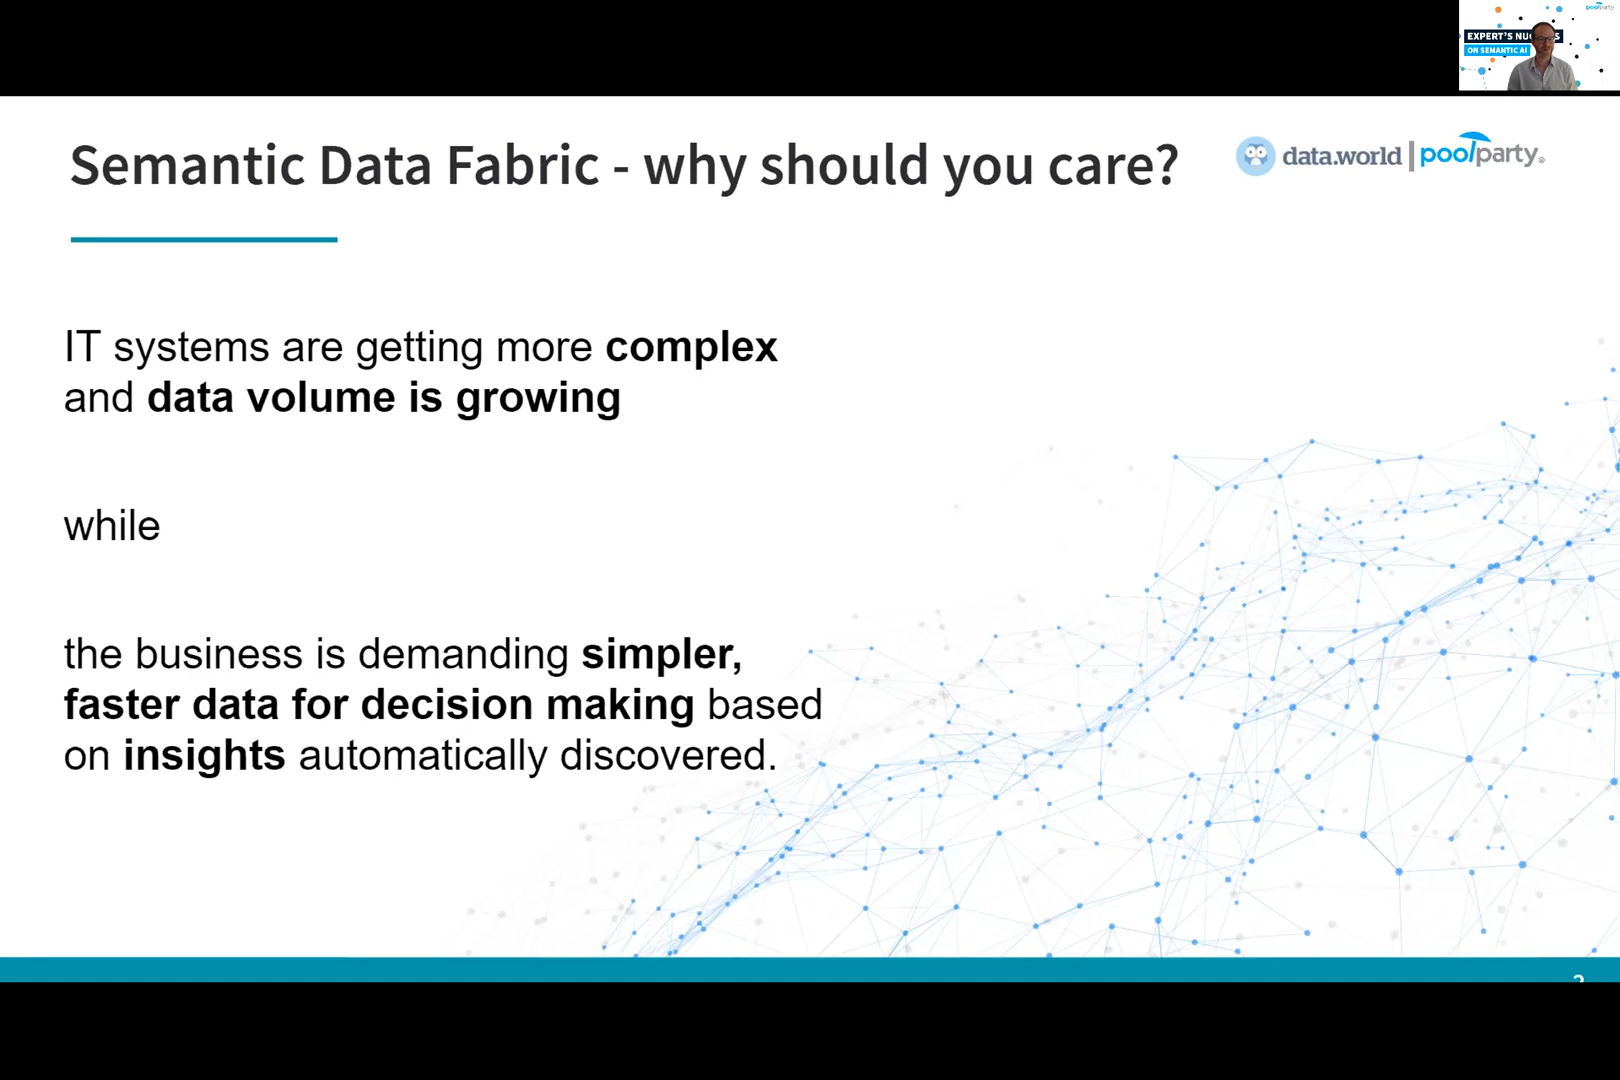 poolparty
EXPERT'S NU
S
ON SEMANTIC AI
Semantic Data Fabric - why should you care?
data.world | poolparty®
IT systems are getting more complex
and data volume is growing
while
the business is demanding simpler,
faster data for decision making based
on insights automatically discovered.